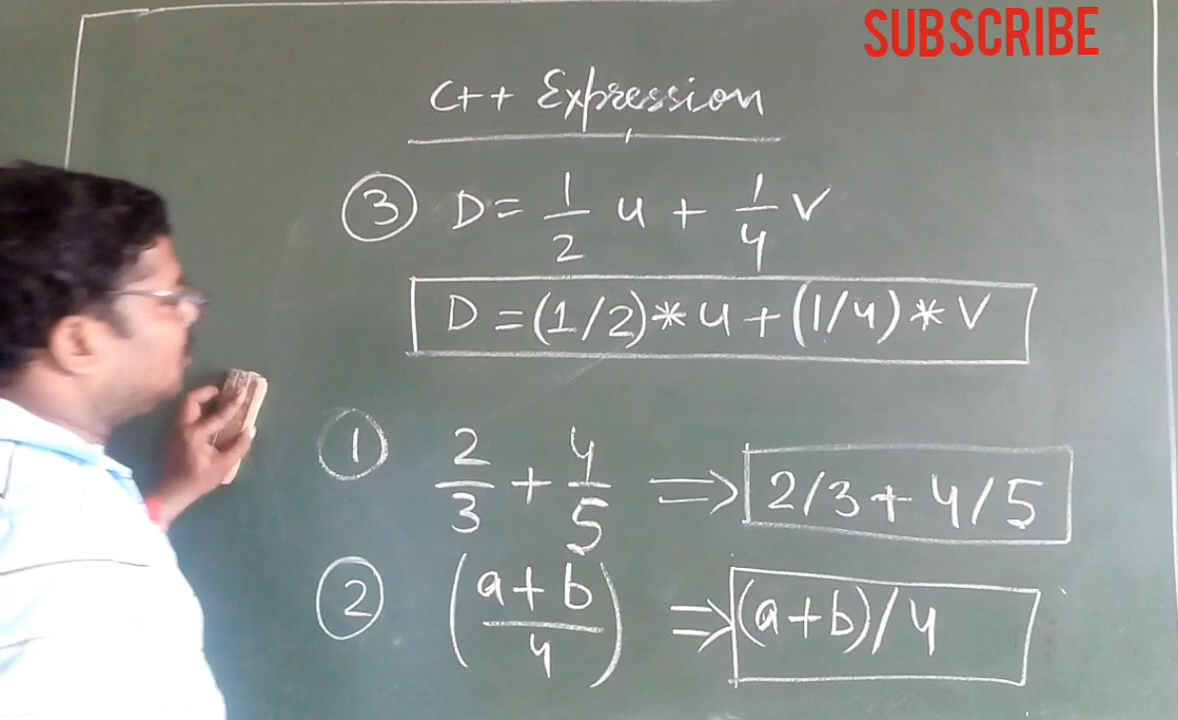 SUBSCRIBE
C++ Expression
③ D = 1/2 u + 1/4 v
D = (1/2) * u + (1/4) * v
① 2/3 + 4/5 ⇒ 2/3 + 4/5
② (a+b/4) ⇒ (a+b)/4